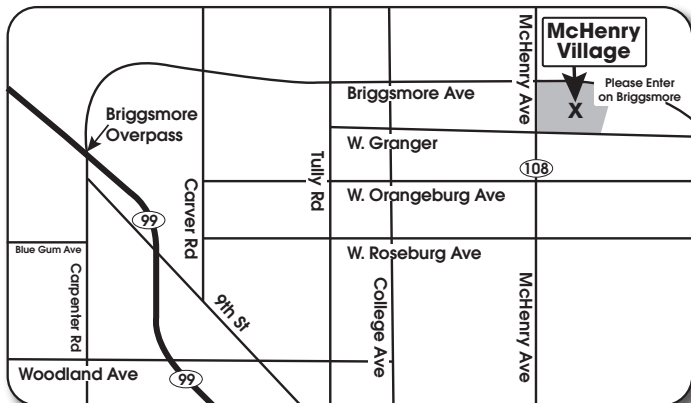 McHenry
Village
Please Enter
on Briggsmore
X
McHenry Ave
Briggsmore Ave
Briggsmore
Overpass
W. Granger
108
Tully Rd
Carver Rd
W. Orangeburg Ave
99
Blue Gum Ave
W. Roseburg Ave
Carpenter Rd
9th St
College Ave
McHenry Ave
Woodland Ave
99